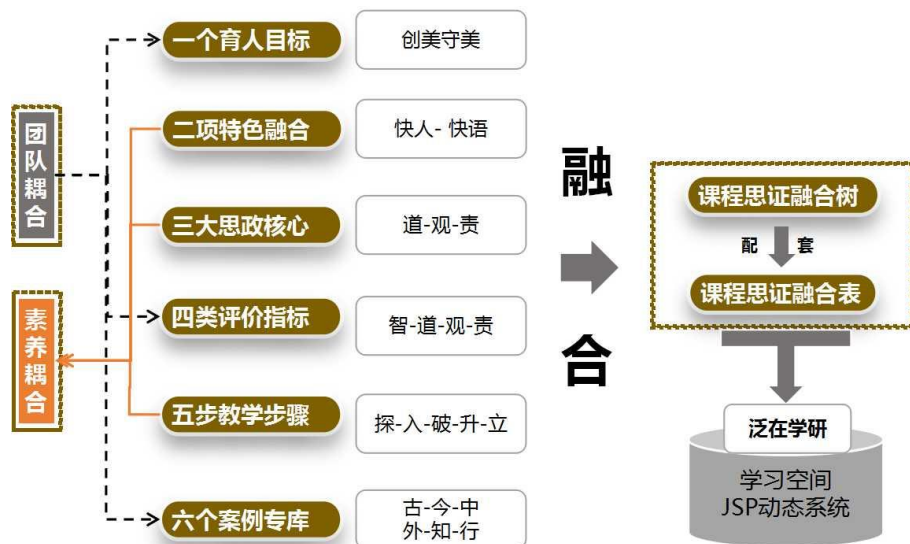 团队耦合
素养耦合
一个育人目标
创美守美
二项特色融合
快人- 快语
三大思政核心
道-观-责
四类评价指标
智-道-观-责
五步教学步骤
探-入-破-升-立
六个案例专库
古-今-中
外-知-行
融
合
课程思证融合树
配 套
课程思证融合表
泛在学研
学习空间
JSP动态系统